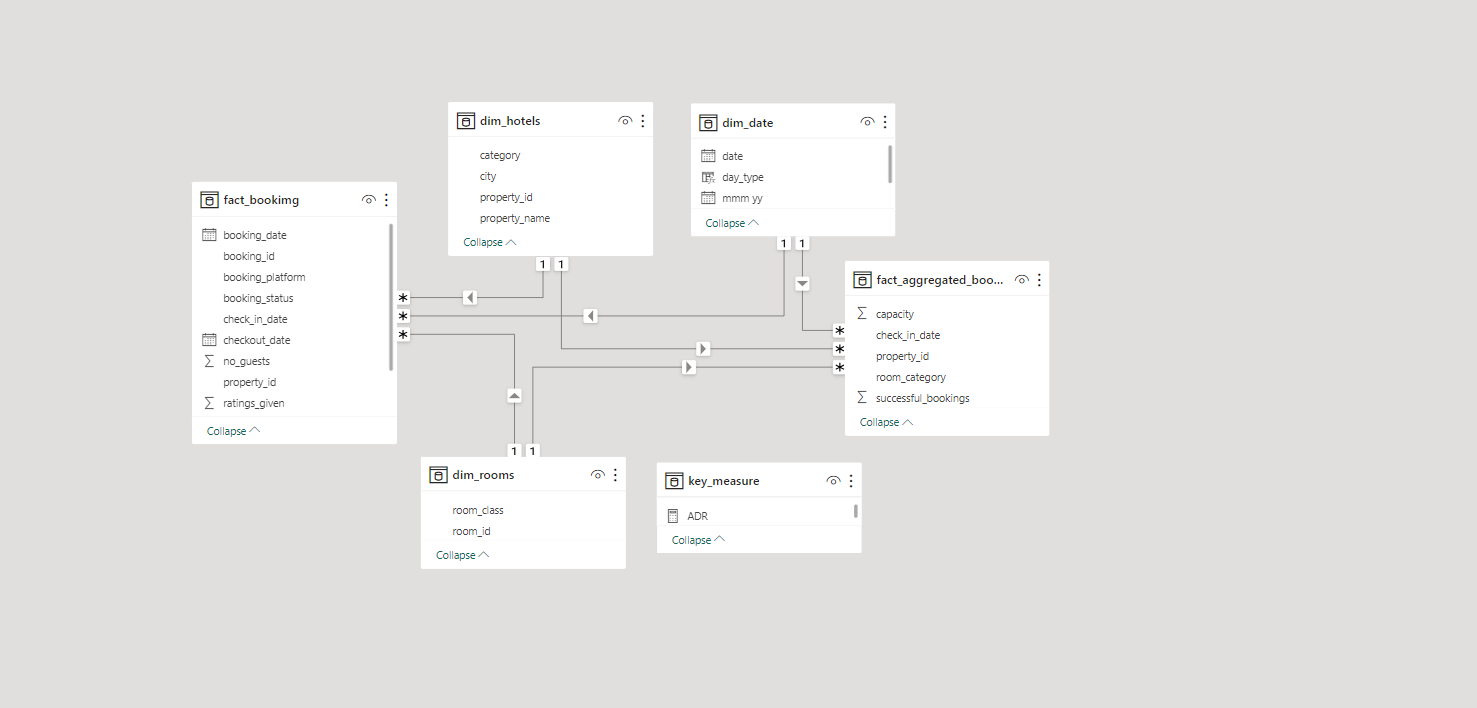 dim_hotels
category
city
property_id
property_name
Collapse
dim_date
date
day_type
mmm yy
Collapse
fact_bookimg
booking_date
booking_id
booking_platform
booking_status
check_in_date
checkout_date
no_guests
property_id
ratings_given
Collapse
1 1
1 1
*
*
*
fact_aggregated_boo...
capacity
check_in_date
property_id
room_category
successful_bookings
Collapse
*
*
*
1 1
dim_rooms
room_class
room_id
Collapse
key_measure
ADR
Collapse